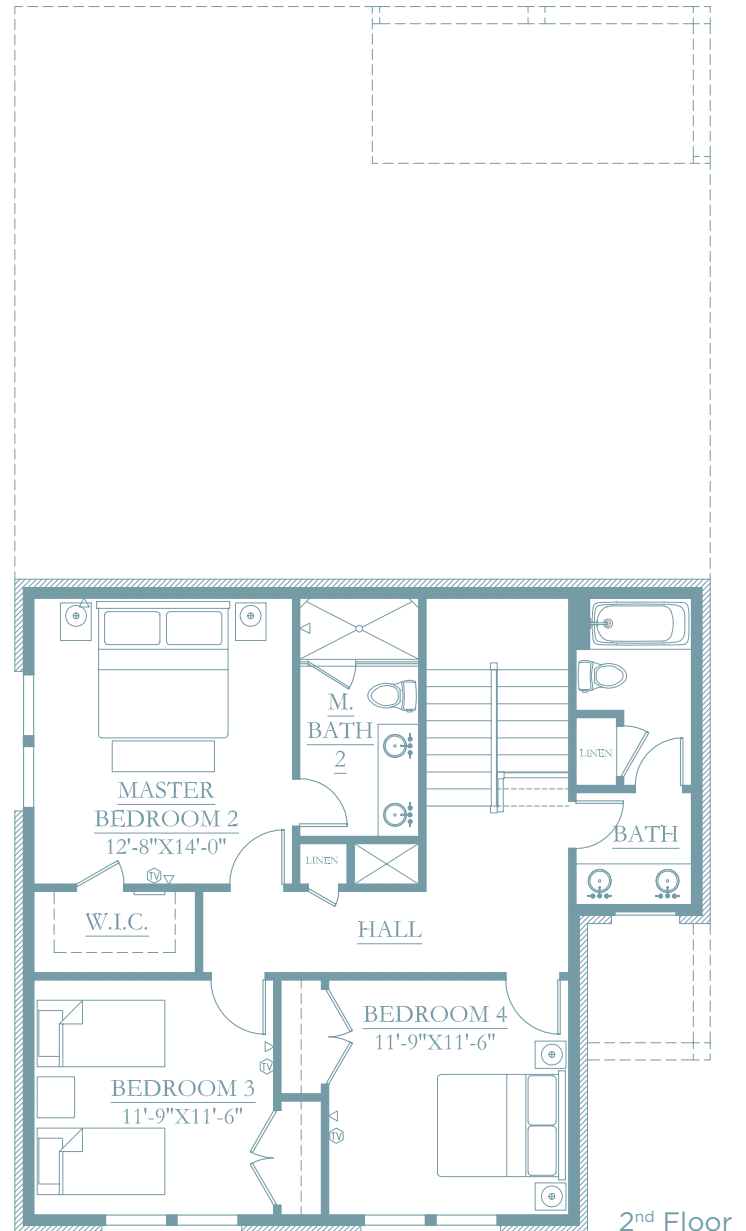 M.
BATH
2
LINEN
MASTER
BEDROOM 2
12'-8"X14'-0"
TV
BATH
LINEN
W.I.C.
HALL
BEDROOM 4
11'-9"X11'-6"
TV
BEDROOM 3
11'-9"X11'-6"
TV
2nd Floor